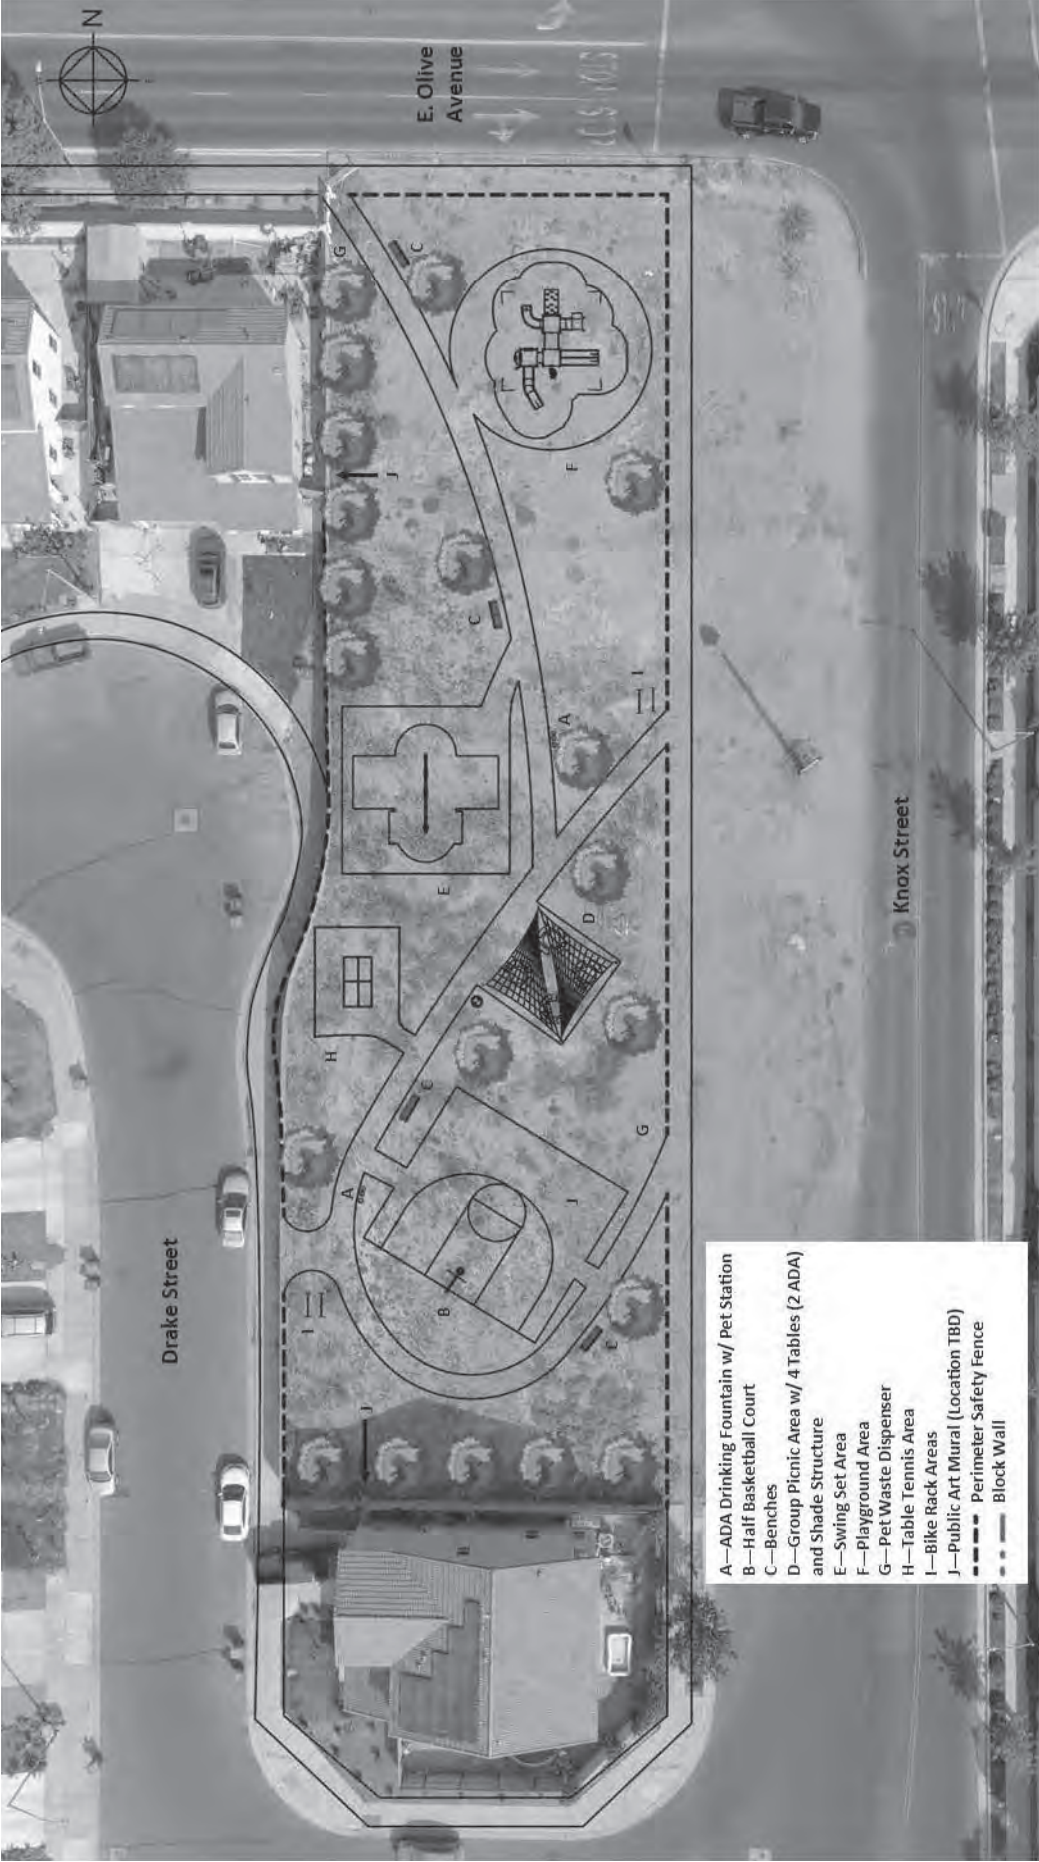 N
E. Olive
Avenue
G
C
F
J
C
I
A
E
D
H
C
G
A
J
B
I
C
J
Drake Street
Knox Street
A—ADA Drinking Fountain w/ Pet Station
B—Half Basketball Court
C—Benches
D—Group Picnic Area w/ 4 Tables (2 ADA)
and Shade Structure
E—Swing Set Area
F—Playground Area
G—Pet Waste Dispenser
H—Table Tennis Area
I—Bike Rack Areas
J—Public Art Mural (Location TBD)
Perimeter Safety Fence
Block Wall